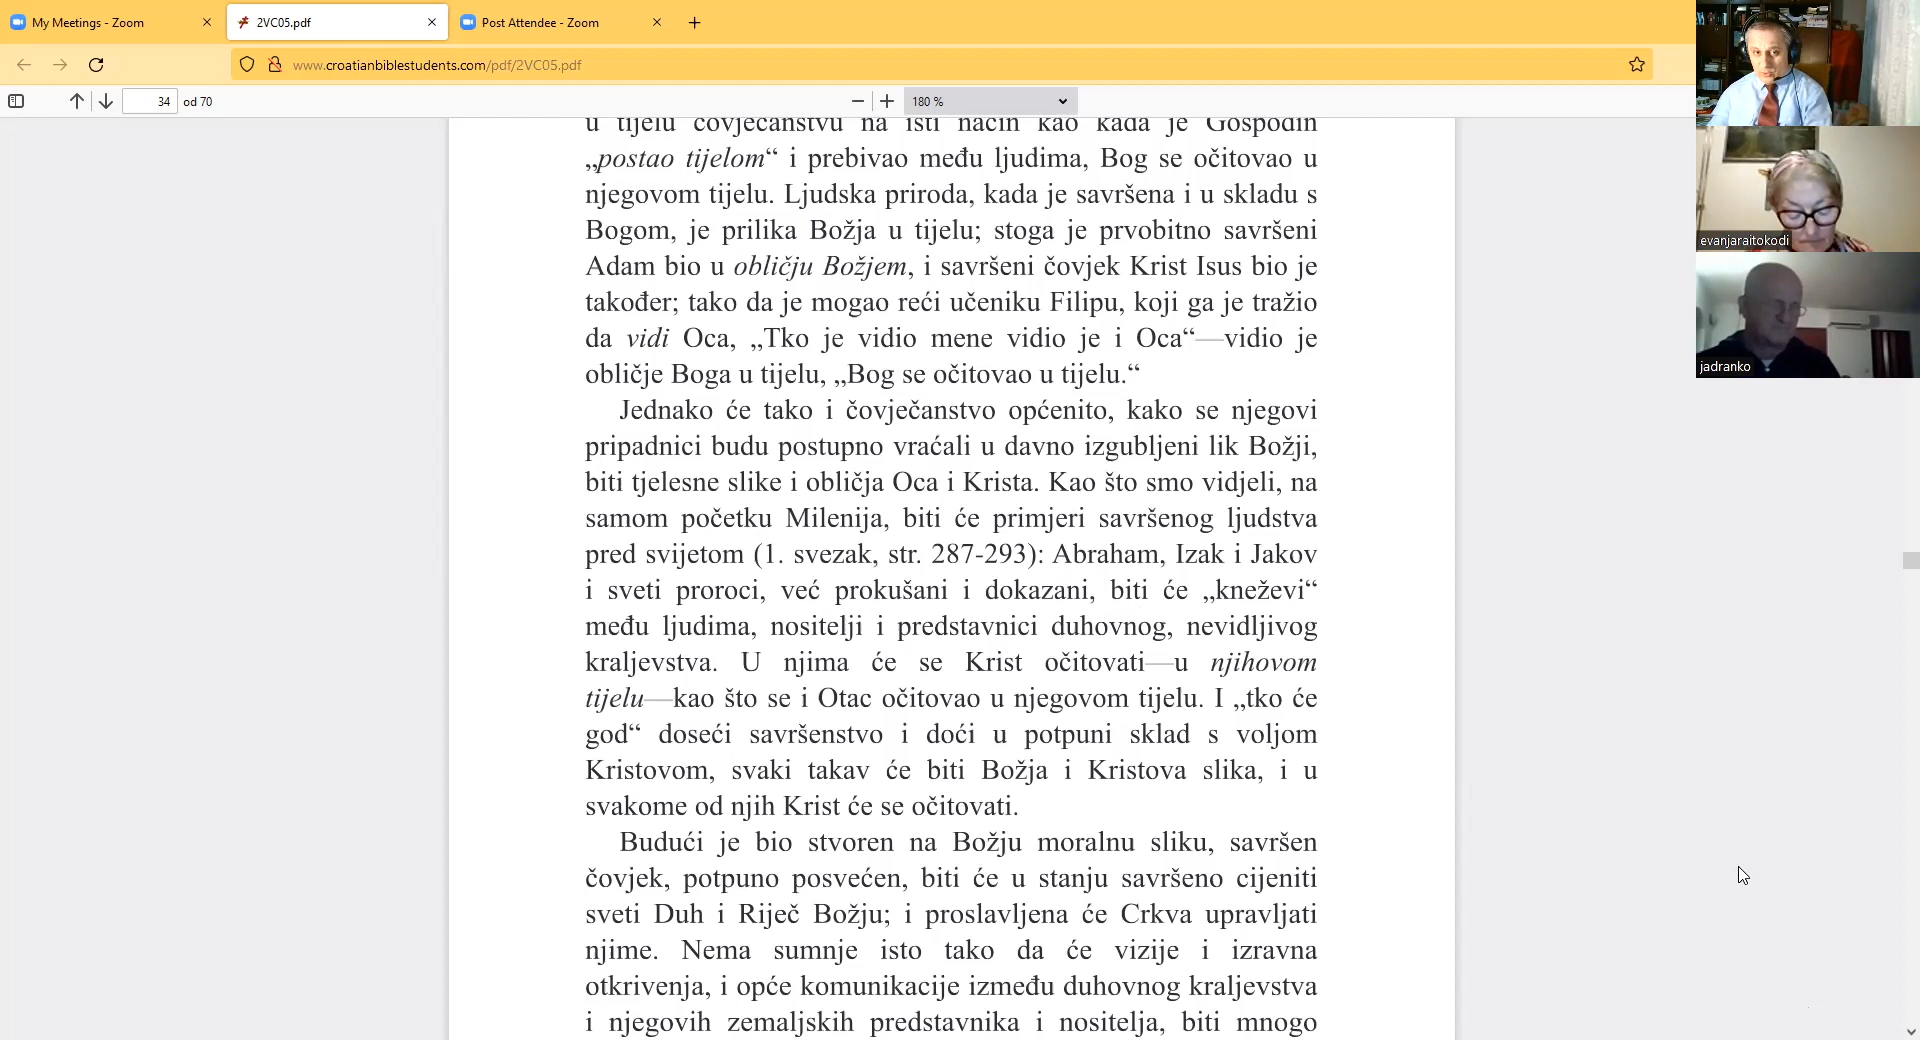 My Meetings - Zoom
2VC05.pdf
Post Attendee - Zoom
www.croatianbiblestudents.com/pdf/2VC05.pdf
34 od 70
180 %
u tijelu čovječanstvu na isti način kao kada je Gospodin
„postao tijelom“ i prebivao među ljudima, Bog se očitovao u
njegovom tijelu. Ljudska priroda, kada je savršena i u skladu s
Bogom, je prilika Božja u tijelu; stoga je prvobitno savršeni
Adam bio u obličju Božjem, i savršeni čovjek Krist Isus bio je
također; tako da je mogao reći učeniku Filipu, koji ga je tražio
da vidi Oca, „Tko je vidio mene vidio je i Oca“—vidio je
obličje Boga u tijelu, „Bog se očitovao u tijelu.“
Jednako će tako i čovječanstvo općenito, kako se njegovi
pripadnici budu postupno vraćali u davno izgubljeni lik Božji,
biti tjelesne slike i obličja Oca i Krista. Kao što smo vidjeli, na
samom početku Milenija, biti će primjeri savršenog ljudstva
pred svijetom (1. svezak, str. 287-293): Abraham, Izak i Jakov
i sveti proroci, već prokušani i dokazani, biti će „kneževi“
među ljudima, nositelji i predstavnici duhovnog, nevidljivog
kraljevstva. U njima će se Krist očitovati—u njihovom
tijelu—kao što se i Otac očitovao u njegovom tijelu. I „tko će
god“ doseći savršenstvo i doći u potpuni sklad s voljom
Kristovom, svaki takav će biti Božja i Kristova slika, i u
svakome od njih Krist će se očitovati.
Budući je bio stvoren na Božju moralnu sliku, savršen
čovjek, potpuno posvećen, biti će u stanju savršeno cijeniti
sveti Duh i Riječ Božju; i proslavljena će Crkva upravljati
njime. Nema sumnje isto tako da će vizije i izravna
otkrivenja, i opće komunikacije između duhovnog kraljevstva
i njegovih zemaljskih predstavnika i nositelja, biti mnogo
evanjaraitokodi
jadranko